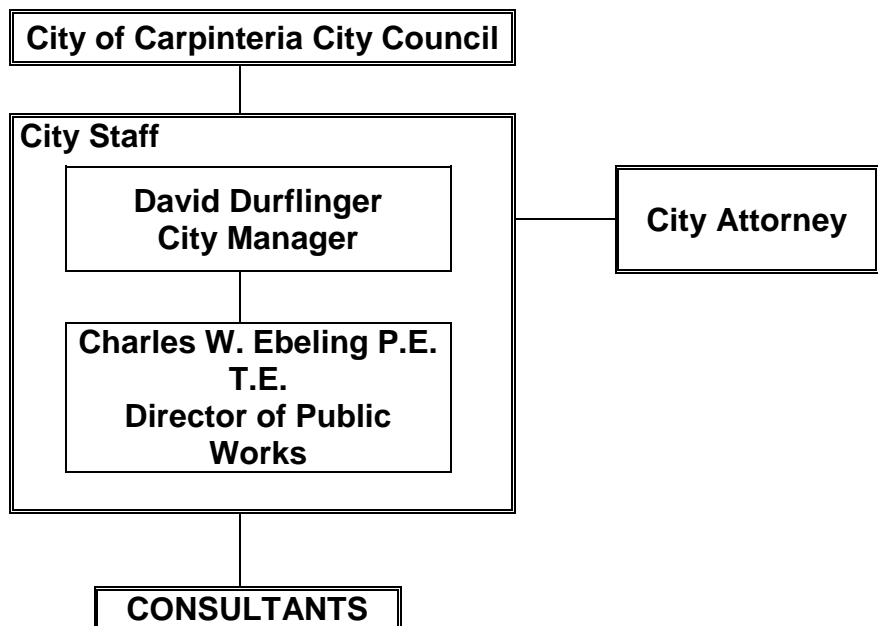 City of Carpinteria City Council
City Staff
David Durflinger
City Manager
City Attorney
Charles W. Ebeling P.E.
T.E.
Director of Public
Works
CONSULTANTS